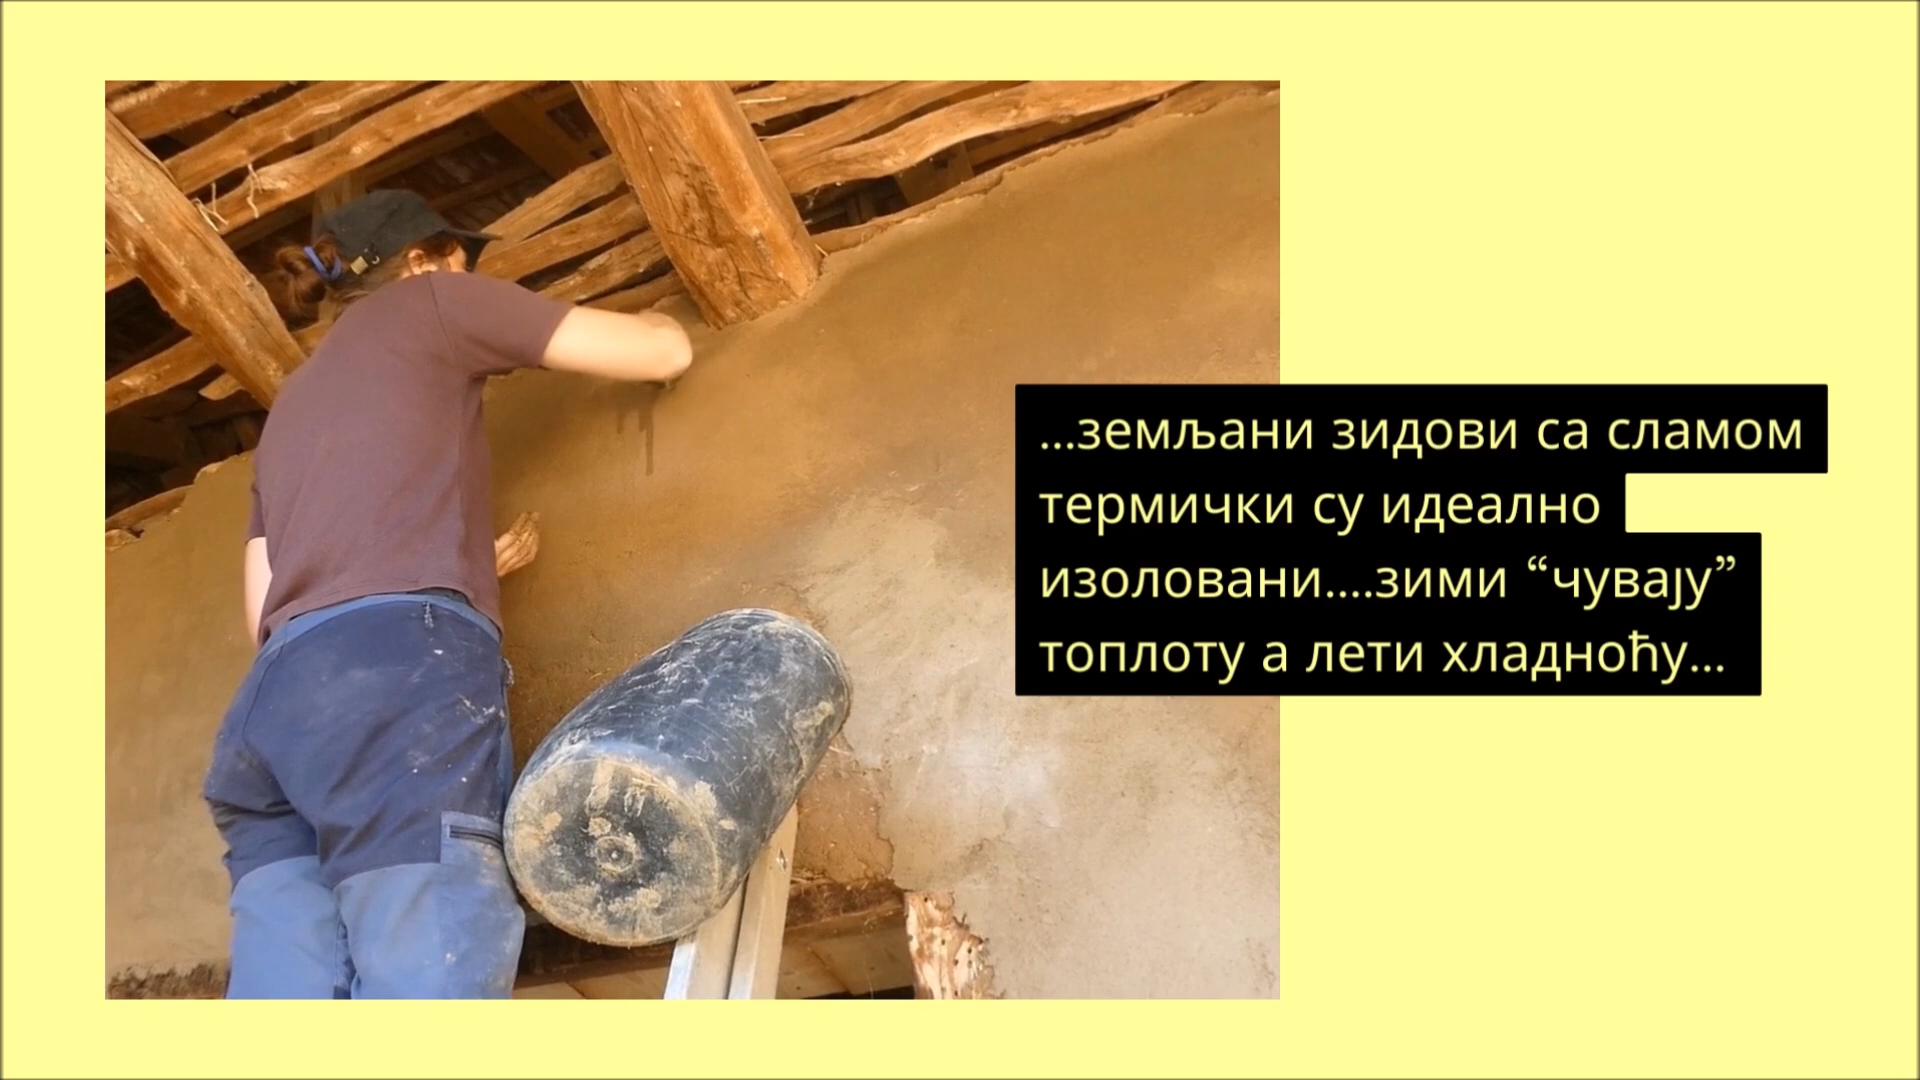 ...земљани зидови са сламом
термички су идеално
изоловани....зими “чувају”
топлоту а лети хладноћу...